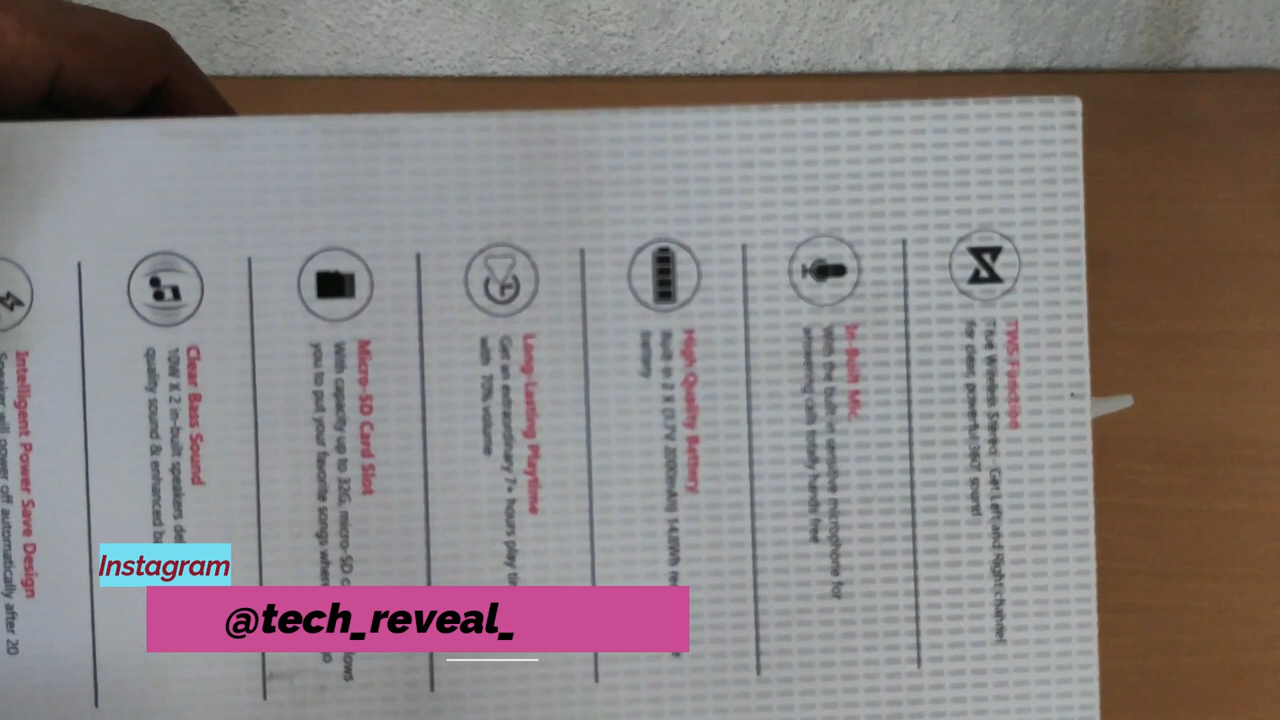 TWS Function
True Wireless Stereo - Get Left and Right channel
for clear, powerful 360° sound
In-Built Mic
With the built-in sensitive microphone for
answering calls totally hands free
High Quality Battery
Built in 2 X (3.7V 2000mAh) 14.8Wh
battery
Long-Lasting Playtime
Get an extraordinary 7+ hours play
with 70% volume
Micro-SD Card Slot
With capacity up to 32G, micro-SD
you to put your favorite songs
Clear Bass Sound
10W X 2 in-built speakers
quality sound & enhanced
Intelligent Power Save Design
Speaker will power off automatically after 20
Instagram
@tech_reveal_